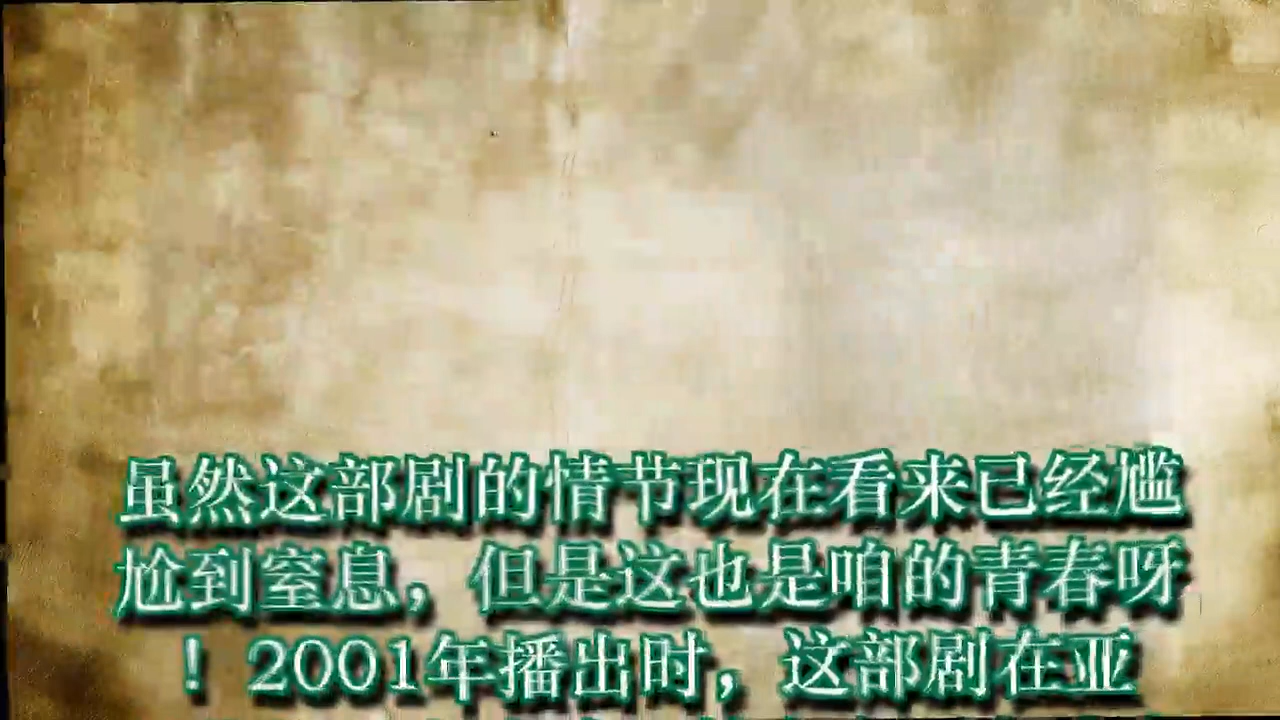 虽然这部剧的情节现在看来已经尴
尬到窒息，但是这也是咱的青春呀
！2001年播出时，这部剧在亚